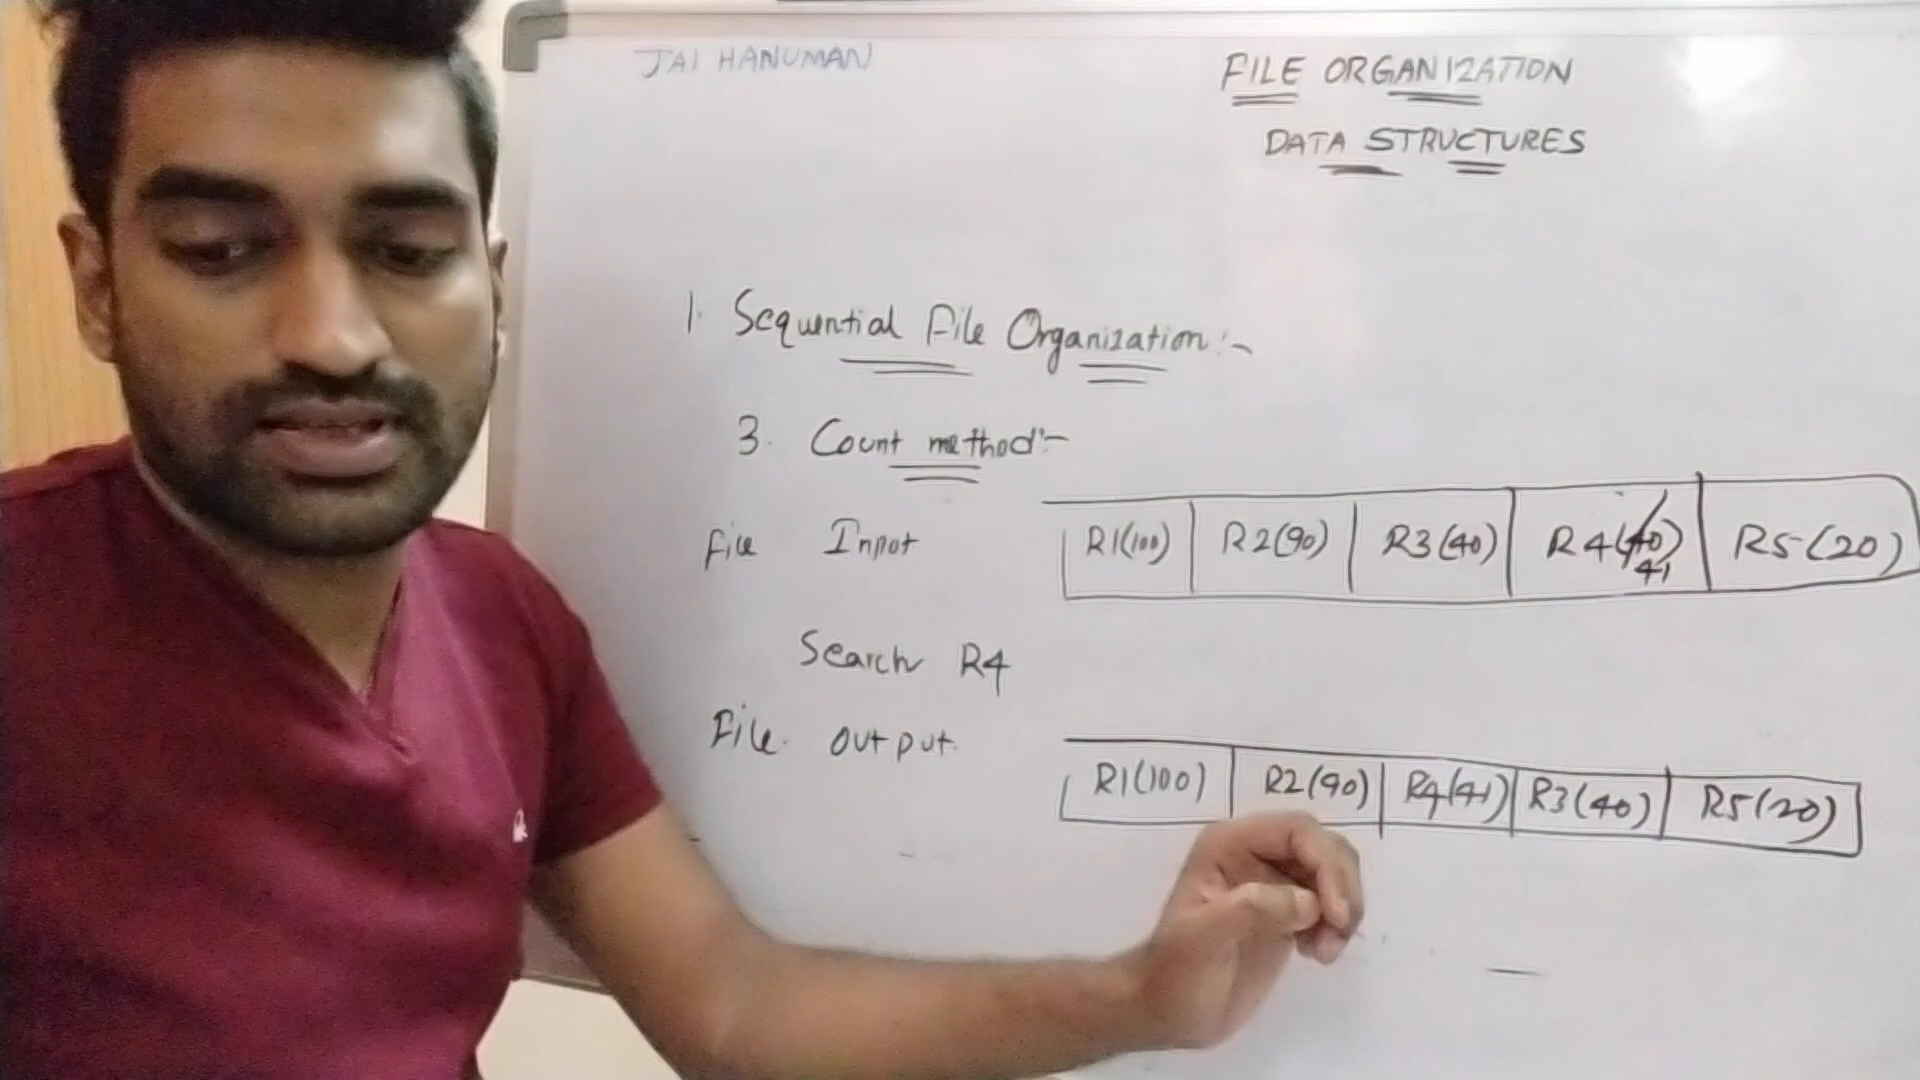 JAI HANUMAN
FILE ORGANIZATION
DATA STRUCTURES
1. Sequential File Organization:-
3. Count method:-
File Input R1(100) R2(90) R3(40) R4(40) R5(20)
41
Search R4
File output. R1(100) R2(90) R4(41) R3(40) R5(20)